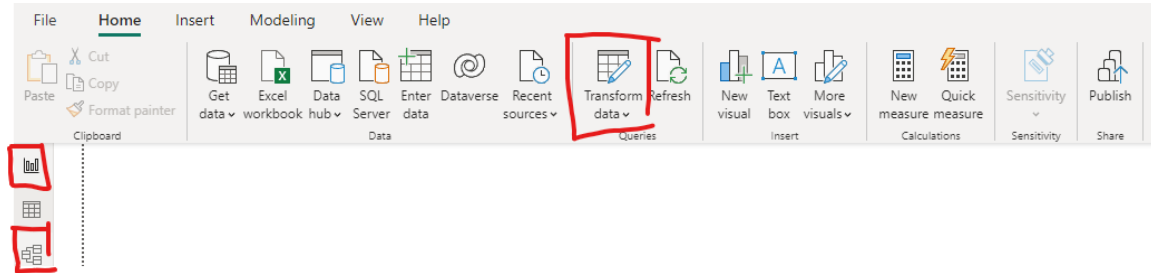 File Home Insert Modeling View Help
Cut
Copy
Format painter
Paste
Get data
Excel workbook
Data hub
SQL Server
Enter data
Dataverse
Recent sources
Transform data
Refresh
New visual
A
Text box
More visuals
New measure
Quick measure
Sensitivity
Publish
Clipboard Data Queries Insert Calculations Sensitivity Share